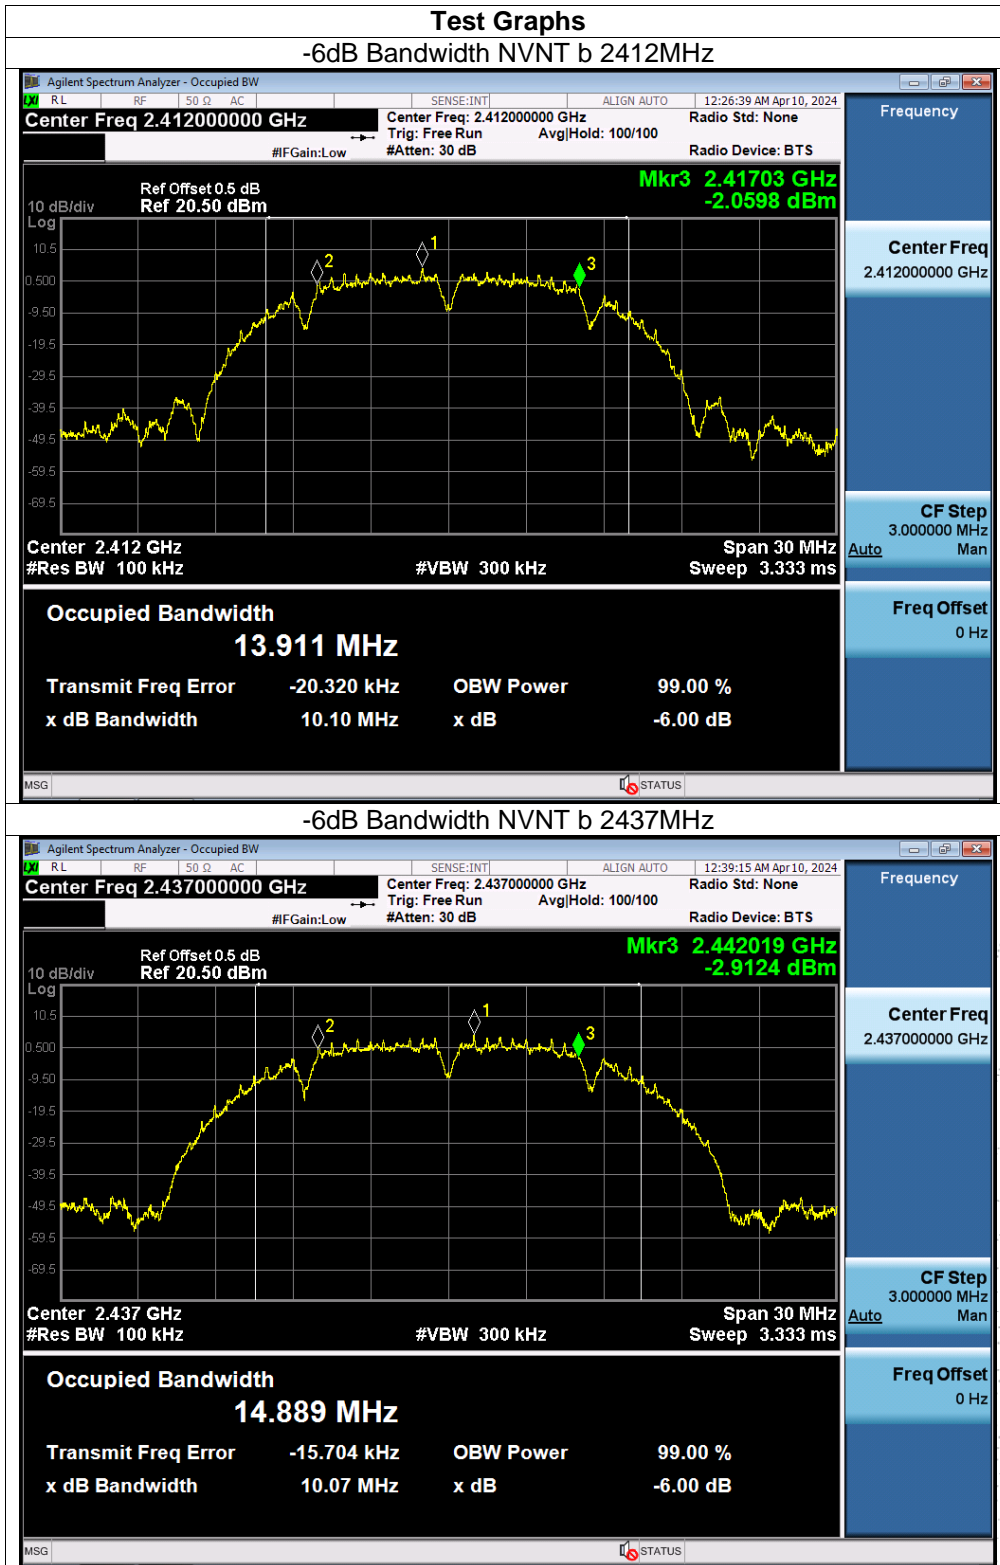 Test Graphs
-6dB Bandwidth NVNT b 2412MHz
Agilent Spectrum Analyzer - Occupied BW
LXI RL RF 50 Ω AC SENSE:INT ALIGN AUTO 12:26:39 AM Apr 10, 2024
Center Freq 2.412000000 GHz
Center Freq: 2.412000000 GHz Radio Std: None
Trig: Free Run Avg|Hold: 100/100
#IFGain:Low #Atten: 30 dB Radio Device: BTS
Frequency
Mkr3 2.41703 GHz
-2.0598 dBm
Ref Offset 0.5 dB
10 dB/div Ref 20.50 dBm
Log
10.5
0.500
-9.50
-19.5
-29.5
-39.5
-49.5
-59.5
-69.5
1
2
3
Center Freq
2.412000000 GHz
Center 2.412 GHz Span 30 MHz
#Res BW 100 kHz #VBW 300 kHz Sweep 3.333 ms
CF Step
3.000000 MHz
Auto Man
Occupied Bandwidth
13.911 MHz
Transmit Freq Error -20.320 kHz OBW Power 99.00 %
x dB Bandwidth 10.10 MHz x dB -6.00 dB
Freq Offset
0 Hz
MSG STATUS
-6dB Bandwidth NVNT b 2437MHz
Agilent Spectrum Analyzer - Occupied BW
LXI RL RF 50 Ω AC SENSE:INT ALIGN AUTO 12:39:15 AM Apr 10, 2024
Center Freq 2.437000000 GHz
Center Freq: 2.437000000 GHz Radio Std: None
Trig: Free Run Avg|Hold: 100/100
#IFGain:Low #Atten: 30 dB Radio Device: BTS
Frequency
Mkr3 2.442019 GHz
-2.9124 dBm
Ref Offset 0.5 dB
10 dB/div Ref 20.50 dBm
Log
10.5
0.500
-9.50
-19.5
-29.5
-39.5
-49.5
-59.5
-69.5
1
2
3
Center Freq
2.437000000 GHz
Center 2.437 GHz Span 30 MHz
#Res BW 100 kHz #VBW 300 kHz Sweep 3.333 ms
CF Step
3.000000 MHz
Auto Man
Occupied Bandwidth
14.889 MHz
Transmit Freq Error -15.704 kHz OBW Power 99.00 %
x dB Bandwidth 10.07 MHz x dB -6.00 dB
Freq Offset
0 Hz
MSG STATUS